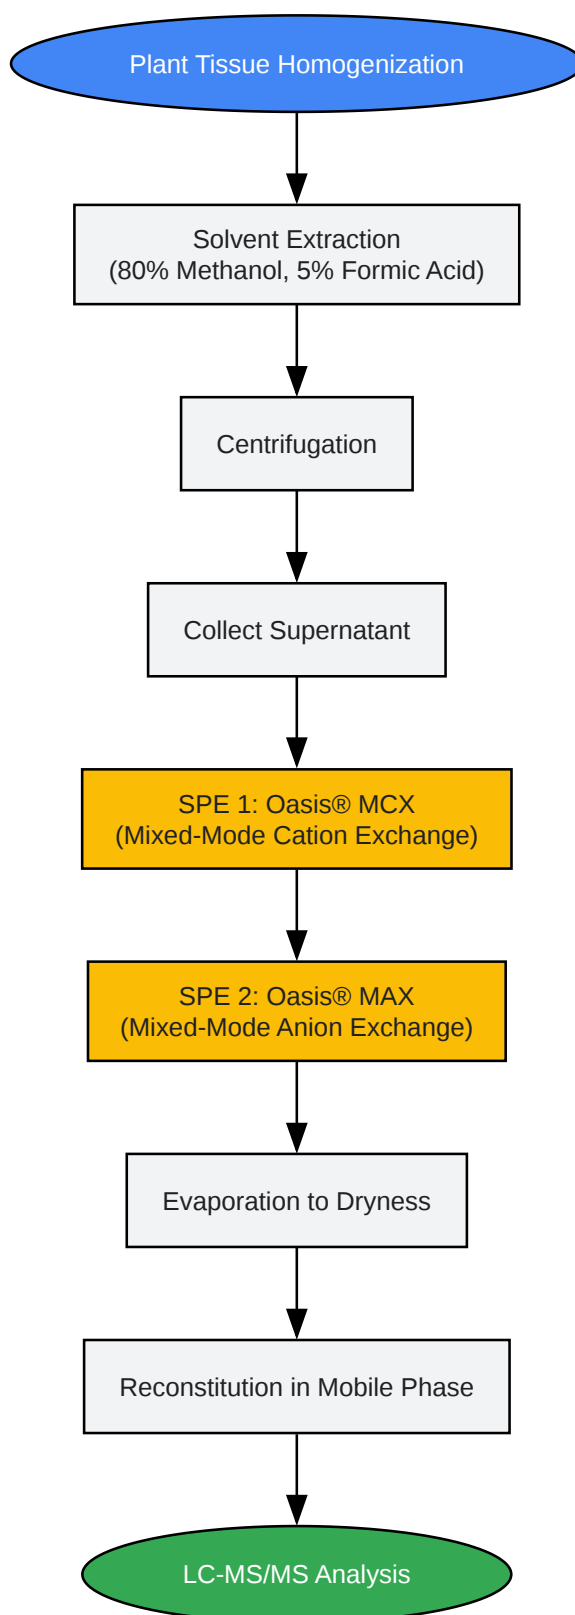 Plant Tissue Homogenization
Solvent Extraction
(80% Methanol, 5% Formic Acid)
Centrifugation
Collect Supernatant
SPE 1: Oasis® MCX
(Mixed-Mode Cation Exchange)
SPE 2: Oasis® MAX
(Mixed-Mode Anion Exchange)
Evaporation to Dryness
Reconstitution in Mobile Phase
LC-MS/MS Analysis